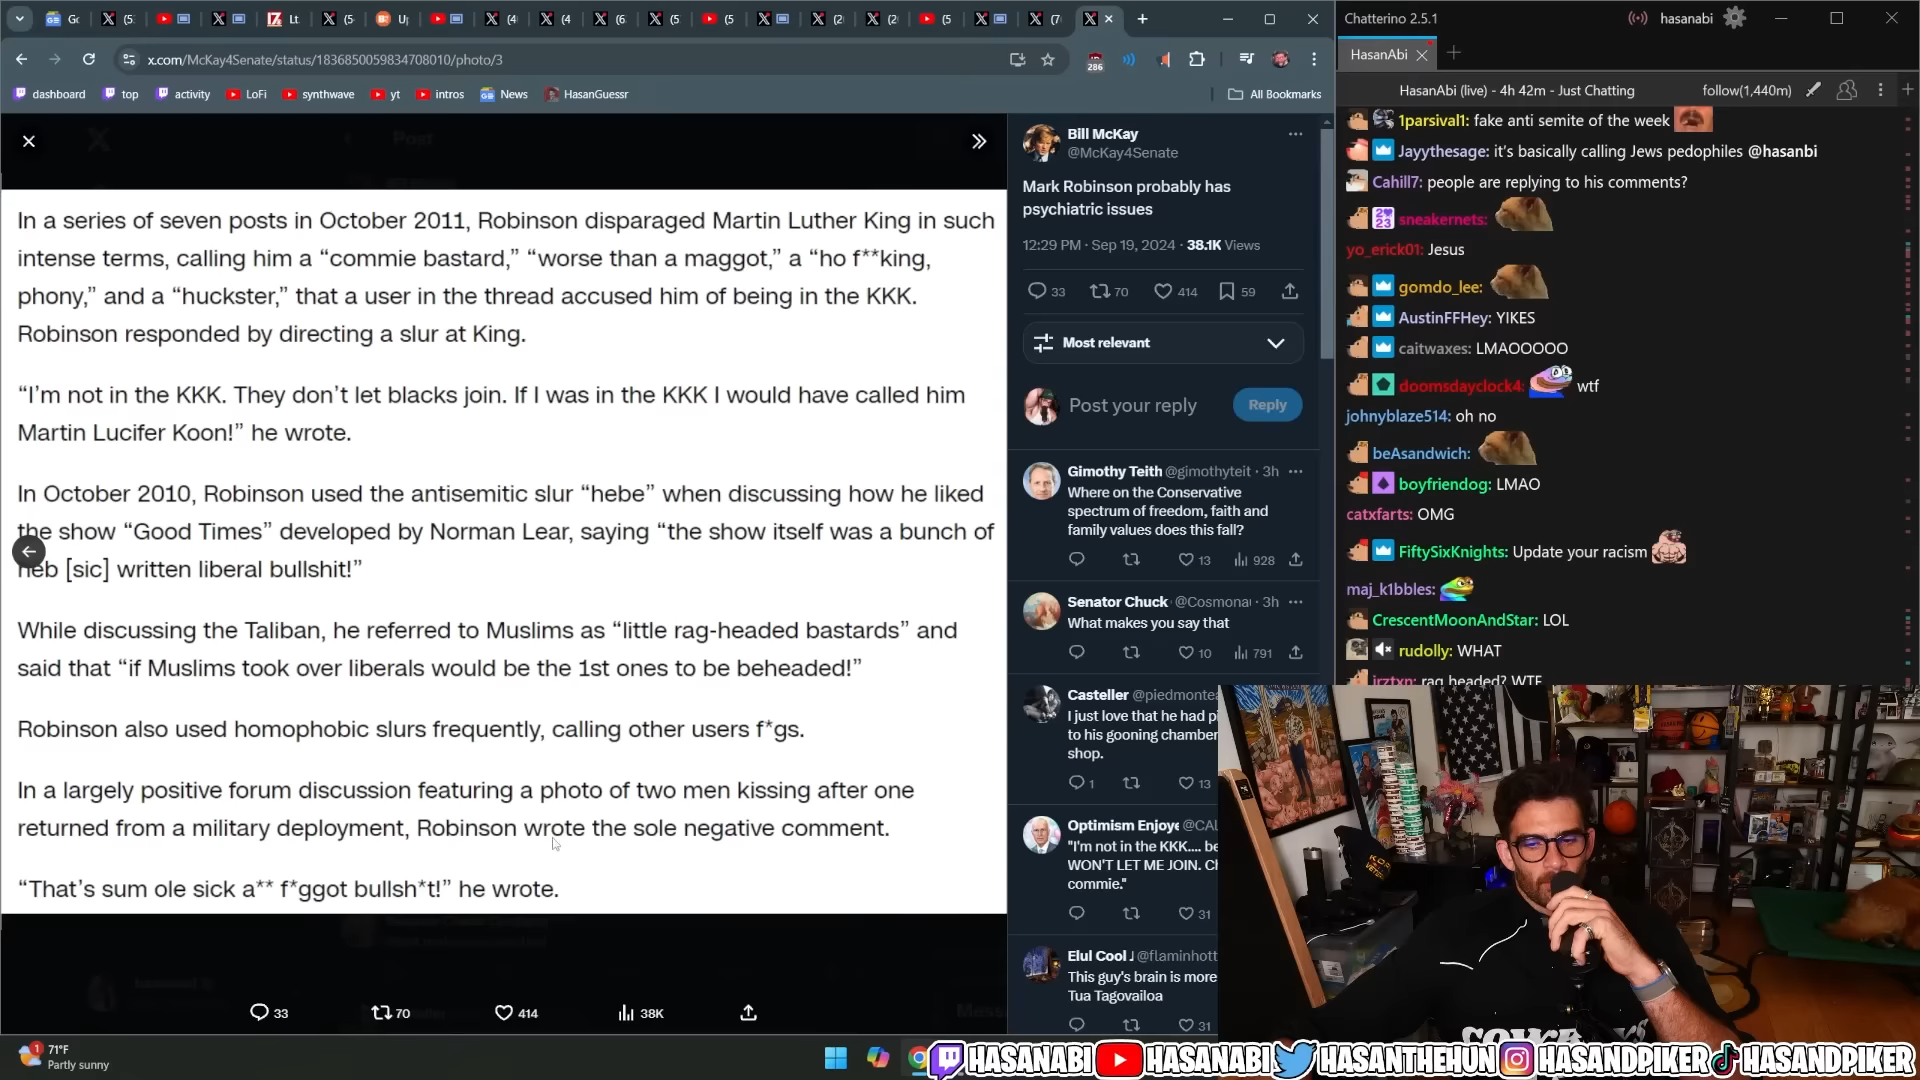 Lt
Up
x.com/McKay4Senate/status/1836850059834708010/photo/3
286
dashboard
top
activity
LoFi
synthwave
yt
intros
News
HasanGuessr
All Bookmarks
Post
In a series of seven posts in October 2011, Robinson disparaged Martin Luther King in such
intense terms, calling him a “commie bastard,” “worse than a maggot,” a “ho f**king,
phony,” and a “huckster,” that a user in the thread accused him of being in the KKK.
Robinson responded by directing a slur at King.
“I’m not in the KKK. They don’t let blacks join. If I was in the KKK I would have called him
Martin Lucifer Koon!” he wrote.
In October 2010, Robinson used the antisemitic slur “hebe” when discussing how he liked
the show “Good Times” developed by Norman Lear, saying “the show itself was a bunch of
heb [sic] written liberal bullshit!”
While discussing the Taliban, he referred to Muslims as “little rag-headed bastards” and
said that “if Muslims took over liberals would be the 1st ones to be beheaded!”
Robinson also used homophobic slurs frequently, calling other users f*gs.
In a largely positive forum discussion featuring a photo of two men kissing after one
returned from a military deployment, Robinson wrote the sole negative comment.
“That’s sum ole sick a** f*ggot bullsh*t!” he wrote.
33
70
414
38K
Bill McKay
@McKay4Senate
Mark Robinson probably has
psychiatric issues
12:29 PM · Sep 19, 2024 · 38.1K Views
33
70
414
59
Most relevant
Post your reply
Reply
Gimothy Teith @gimothyteit · 3h
Where on the Conservative
spectrum of freedom, faith and
family values does this fall?
13
928
Senator Chuck @Cosmona · 3h
What makes you say that
10
791
Casteller @piedmontea
I just love that he had pi
to his gooning chamber
shop.
1
13
Optimism Enjoye @CAL
"I'm not in the KKK.... be
WON'T LET ME JOIN. Ch
commie."
31
Elul Cool J @flaminhott
This guy's brain is more
Tua Tagovailoa
31
Chatterino 2.5.1
hasanabi
HasanAbi
HasanAbi (live) - 4h 42m - Just Chatting
follow(1,440m)
1parsival1: fake anti semite of the week
Jayythesage: it's basically calling Jews pedophiles @hasanbi
Cahill7: people are replying to his comments?
sneakernets:
yo_erick01: Jesus
gomdo_lee:
AustinFFHey: YIKES
caitwaxes: LMAOOOOO
doomsdayclock4: wtf
johnyblaze514: oh no
beAsandwich:
boyfriendog: LMAO
catxfarts: OMG
FiftySixKnights: Update your racism
maj_k1bbles:
CrescentMoonAndStar: LOL
rudolly: WHAT
jrztxn: rag headed? WTF
71°F
Partly sunny
HASANABI
HASANABI
HASANTHEHUN
HASANDPIKER
HASANDPIKER